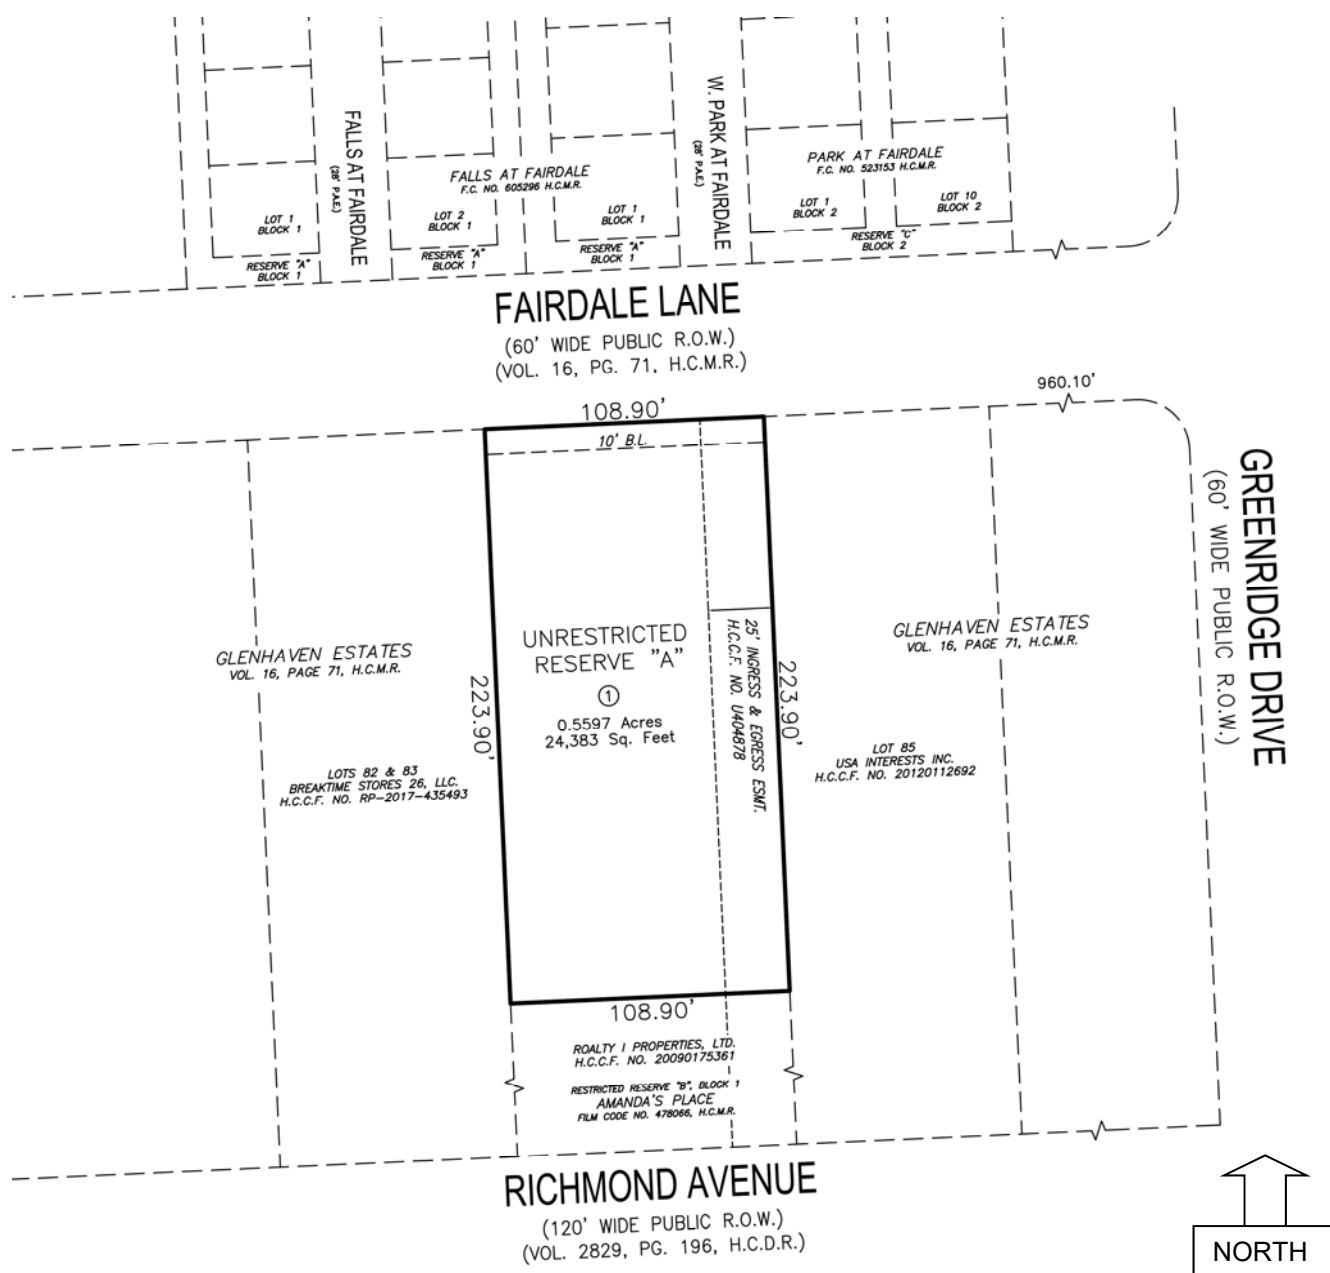 FALLS AT FAIRDALE
(28' P.A.E.)
W. PARK AT FAIRDALE
(28' P.A.E.)
FALLS AT FAIRDALE
F.C. NO. 605296 H.C.M.R.
PARK AT FAIRDALE
F.C. NO. 523153 H.C.M.R.
LOT 1
BLOCK 1
LOT 2
BLOCK 1
LOT 1
BLOCK 1
LOT 1
BLOCK 2
LOT 10
BLOCK 2
RESERVE "A"
BLOCK 1
RESERVE "A"
BLOCK 1
RESERVE "A"
BLOCK 1
RESERVE "C"
BLOCK 2
FAIRDALE LANE
(60' WIDE PUBLIC R.O.W.)
(VOL. 16, PG. 71, H.C.M.R.)
960.10'
108.90'
10' B.L.
GREENRIDGE DRIVE
(60' WIDE PUBLIC R.O.W.)
GLENHAVEN ESTATES
VOL. 16, PAGE 71, H.C.M.R.
UNRESTRICTED
RESERVE "A"
1
0.5597 Acres
24,383 Sq. Feet
223.90'
25' INGRESS & EGRESS ESMT.
H.C.C.F. NO. U404878
223.90'
GLENHAVEN ESTATES
VOL. 16, PAGE 71, H.C.M.R.
LOTS 82 & 83
BREAKTIME STORES 26, LLC.
H.C.C.F. NO. RP-2017-435493
LOT 85
USA INTERESTS INC.
H.C.C.F. NO. 20120112692
108.90'
ROALTY I PROPERTIES, LTD.
H.C.C.F. NO. 20090175361
RESTRICTED RESERVE "B", BLOCK 1
AMANDA'S PLACE
FILM CODE NO. 478066, H.C.M.R.
RICHMOND AVENUE
(120' WIDE PUBLIC R.O.W.)
(VOL. 2829, PG. 196, H.C.D.R.)
NORTH